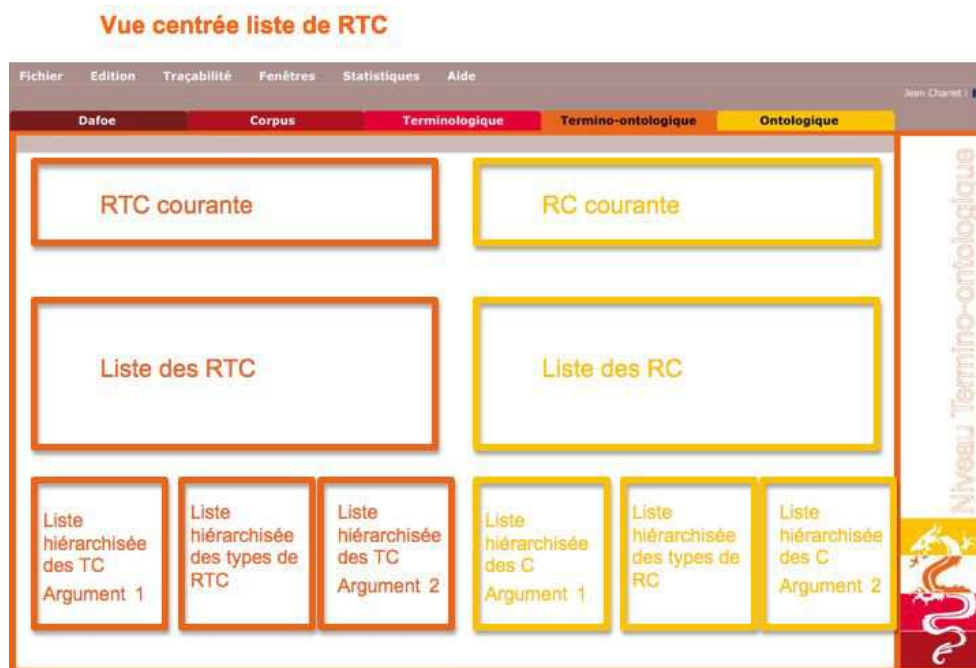 Vue centrée liste de RTC
Fichier Edition Traçabilité Fenêtres Statistiques Aide
Jean Charlet
Dafoe Corpus Terminologique Termino-ontologique Ontologique
RTC courante
RC courante
Liste des RTC
Liste des RC
Liste
hiérarchisée
des TC
Argument 1
Liste
hiérarchisée
des types de
RTC
Liste
hiérarchisée
des TC
Argument 2
Liste
hiérarchisée
des C
Argument 1
Liste
hiérarchisée
des types de
RC
Liste
hiérarchisée
des C
Argument 2
Niveau Termino-ontologique